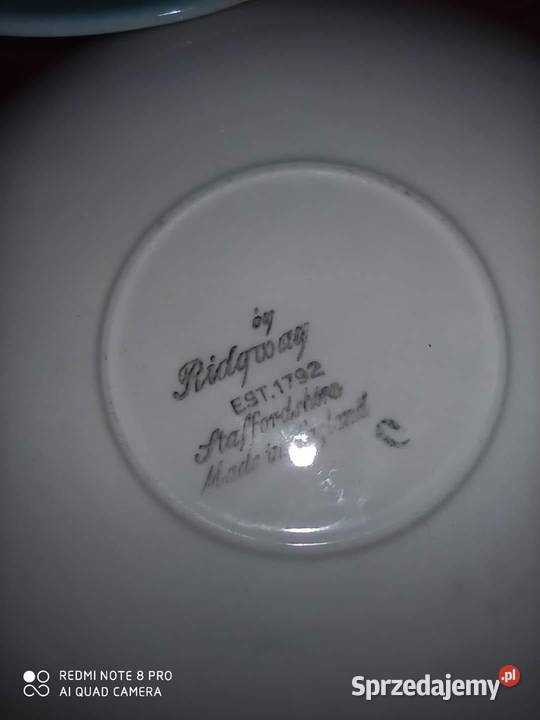 by
Ridgway
EST. 1792
Staffordshire
Made in England
REDMI NOTE 8 PRO
AI QUAD CAMERA
Sprzedajemy.pl